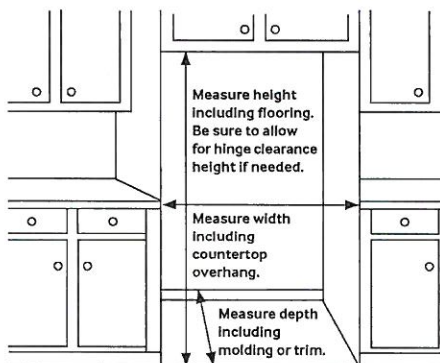 Measure height
including flooring.
Be sure to allow
for hinge clearance
height if needed.
Measure width
including
countertop
overhang.
Measure depth
including
molding or trim.